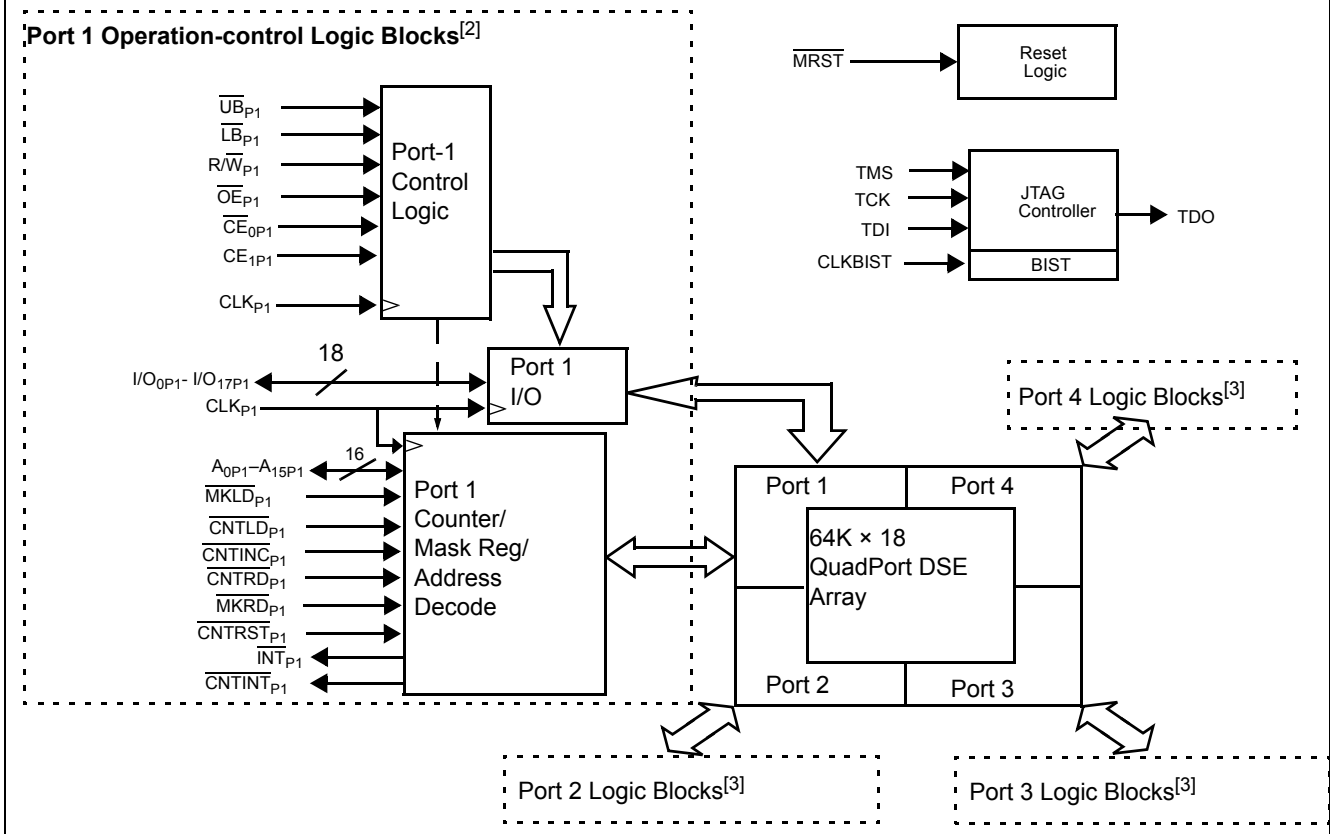 Port 1 Operation-control Logic Blocks[2]
UBP1
LBP1
R/WP1
OEP1
CE0P1
CE1P1
CLKP1
Port-1
Control
Logic
18
I/O0P1- I/O17P1
CLKP1
Port 1
I/O
16
A0P1–A15P1
MKLDP1
CNTLDP1
CNTINCP1
CNTRDP1
MKRDP1
CNTRSTP1
INTP1
CNTINTP1
Port 1
Counter/
Mask Reg/
Address
Decode
MRST
Reset
Logic
TMS
TCK
TDI
CLKBIST
JTAG
Controller
BIST
TDO
Port 4 Logic Blocks[3]
Port 1
Port 4
64K × 18
QuadPort DSE
Array
Port 2
Port 3
Port 2 Logic Blocks[3]
Port 3 Logic Blocks[3]